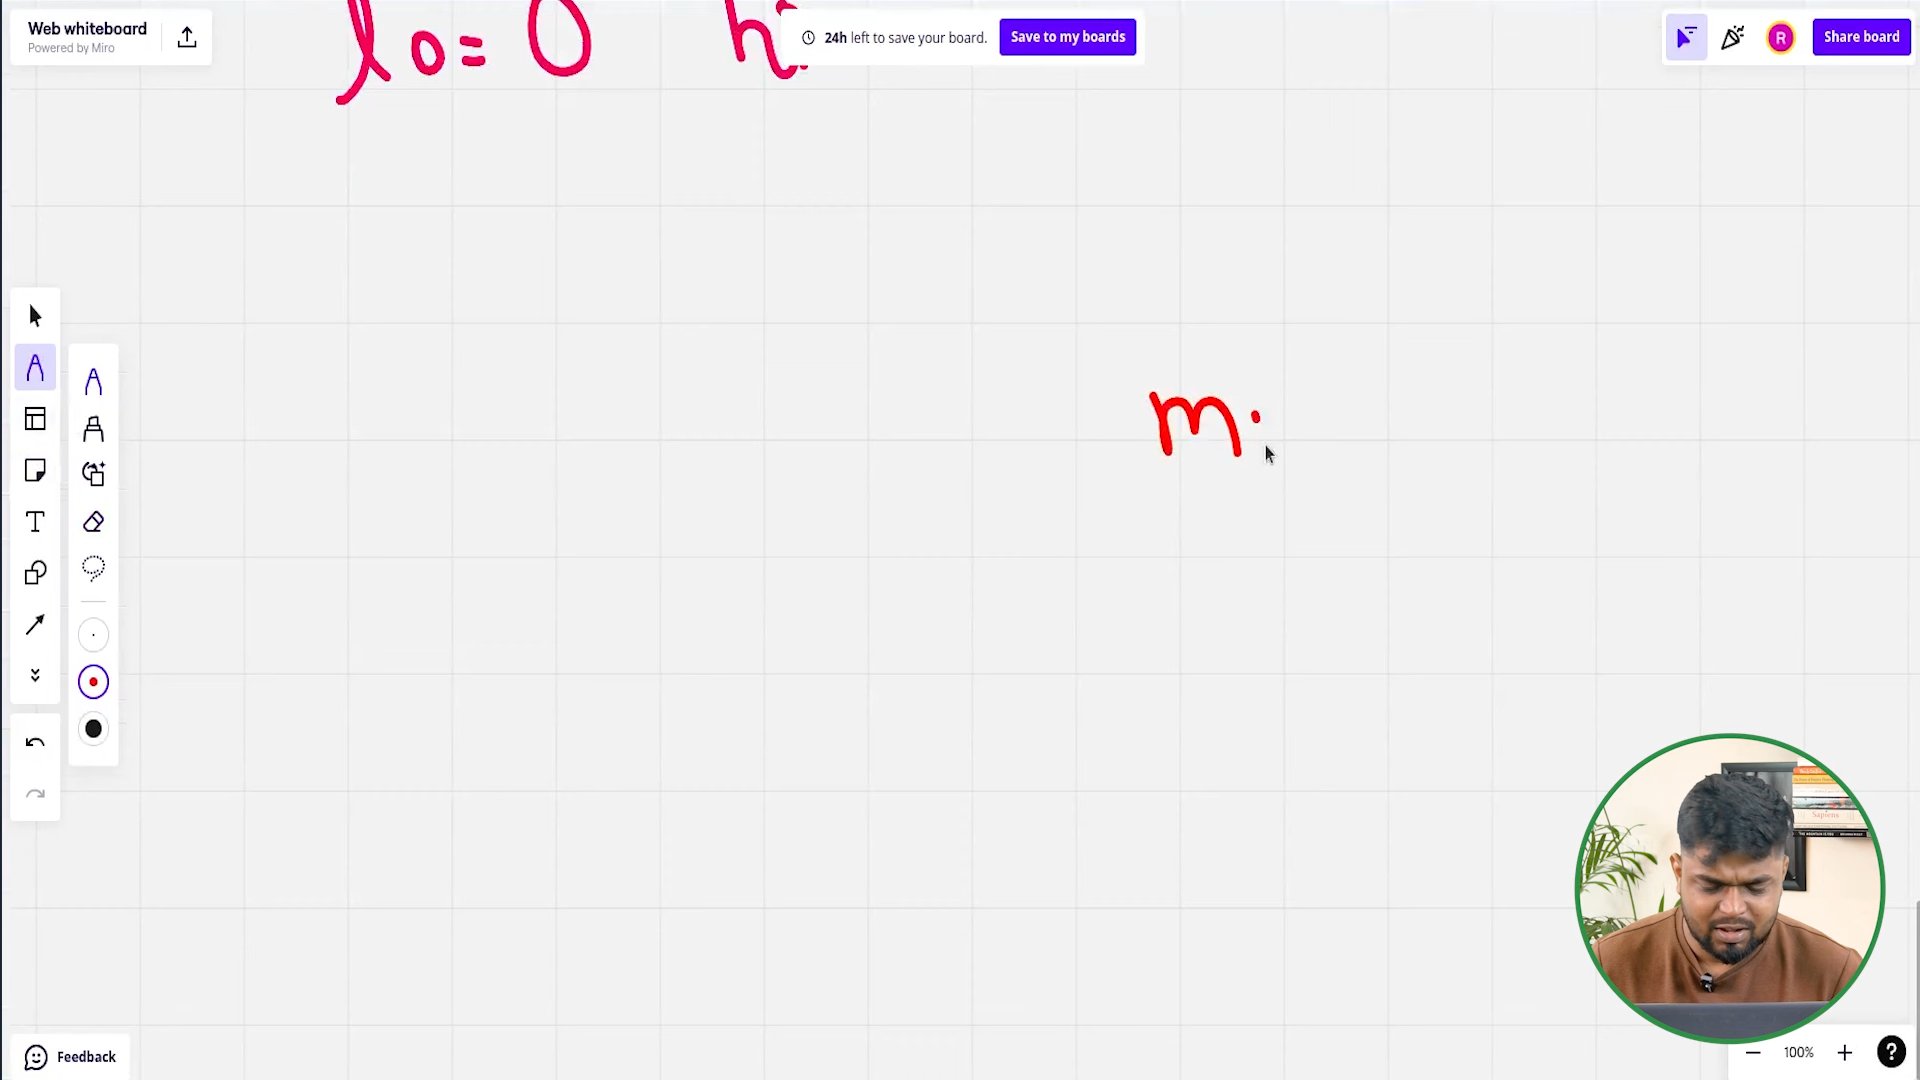 Web whiteboard
Powered by Miro
lo= 0
24h left to save your board.
Save to my boards
R
Share board
m.
T
Sapiens
Feedback
100%
?